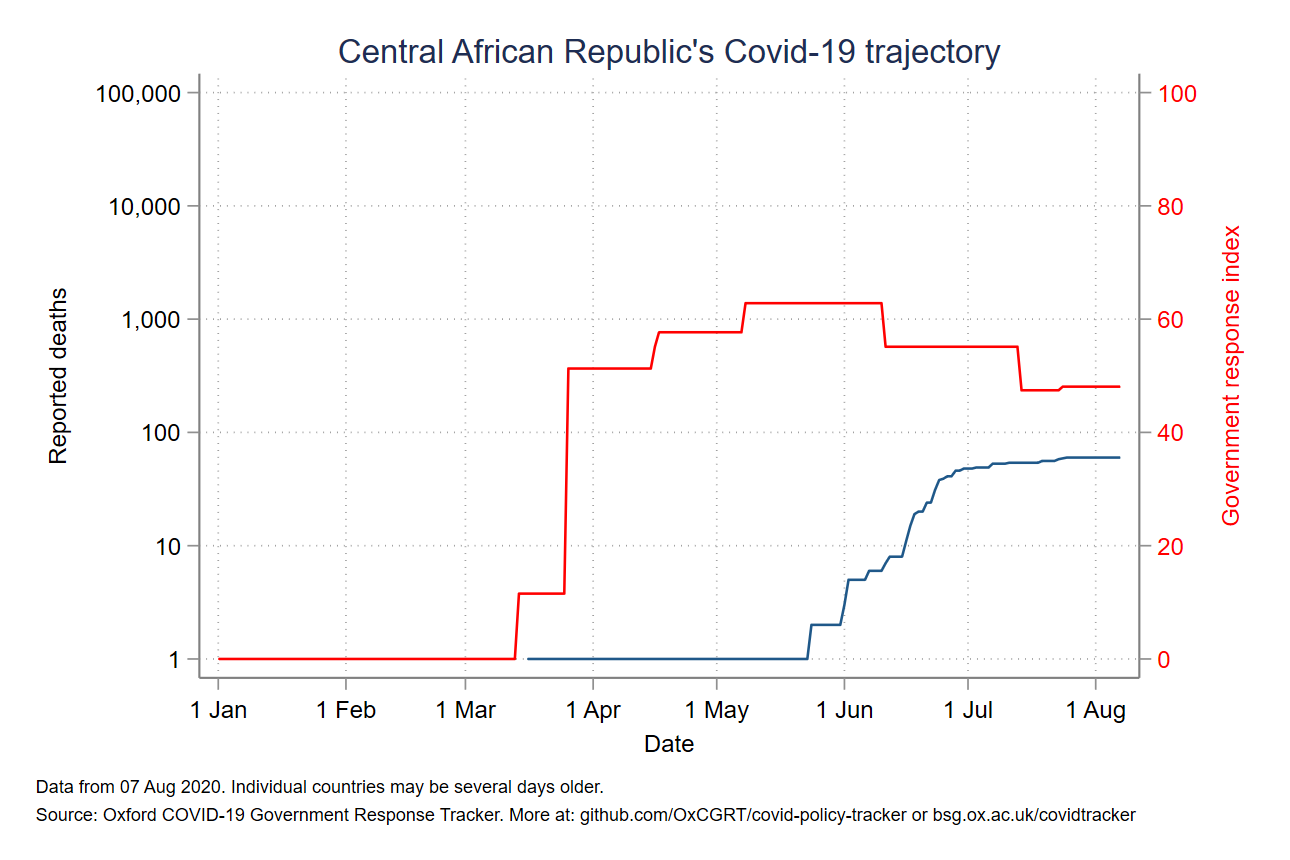 Central African Republic's Covid-19 trajectory
100,000
10,000
1,000
100
10
1
Reported deaths
100
80
60
40
20
0
Government response index
1 Jan 1 Feb 1 Mar 1 Apr 1 May 1 Jun 1 Jul 1 Aug
Date
Data from 07 Aug 2020. Individual countries may be several days older.
Source: Oxford COVID-19 Government Response Tracker. More at: github.com/OxCGRT/covid-policy-tracker or bsg.ox.ac.uk/covidtracker